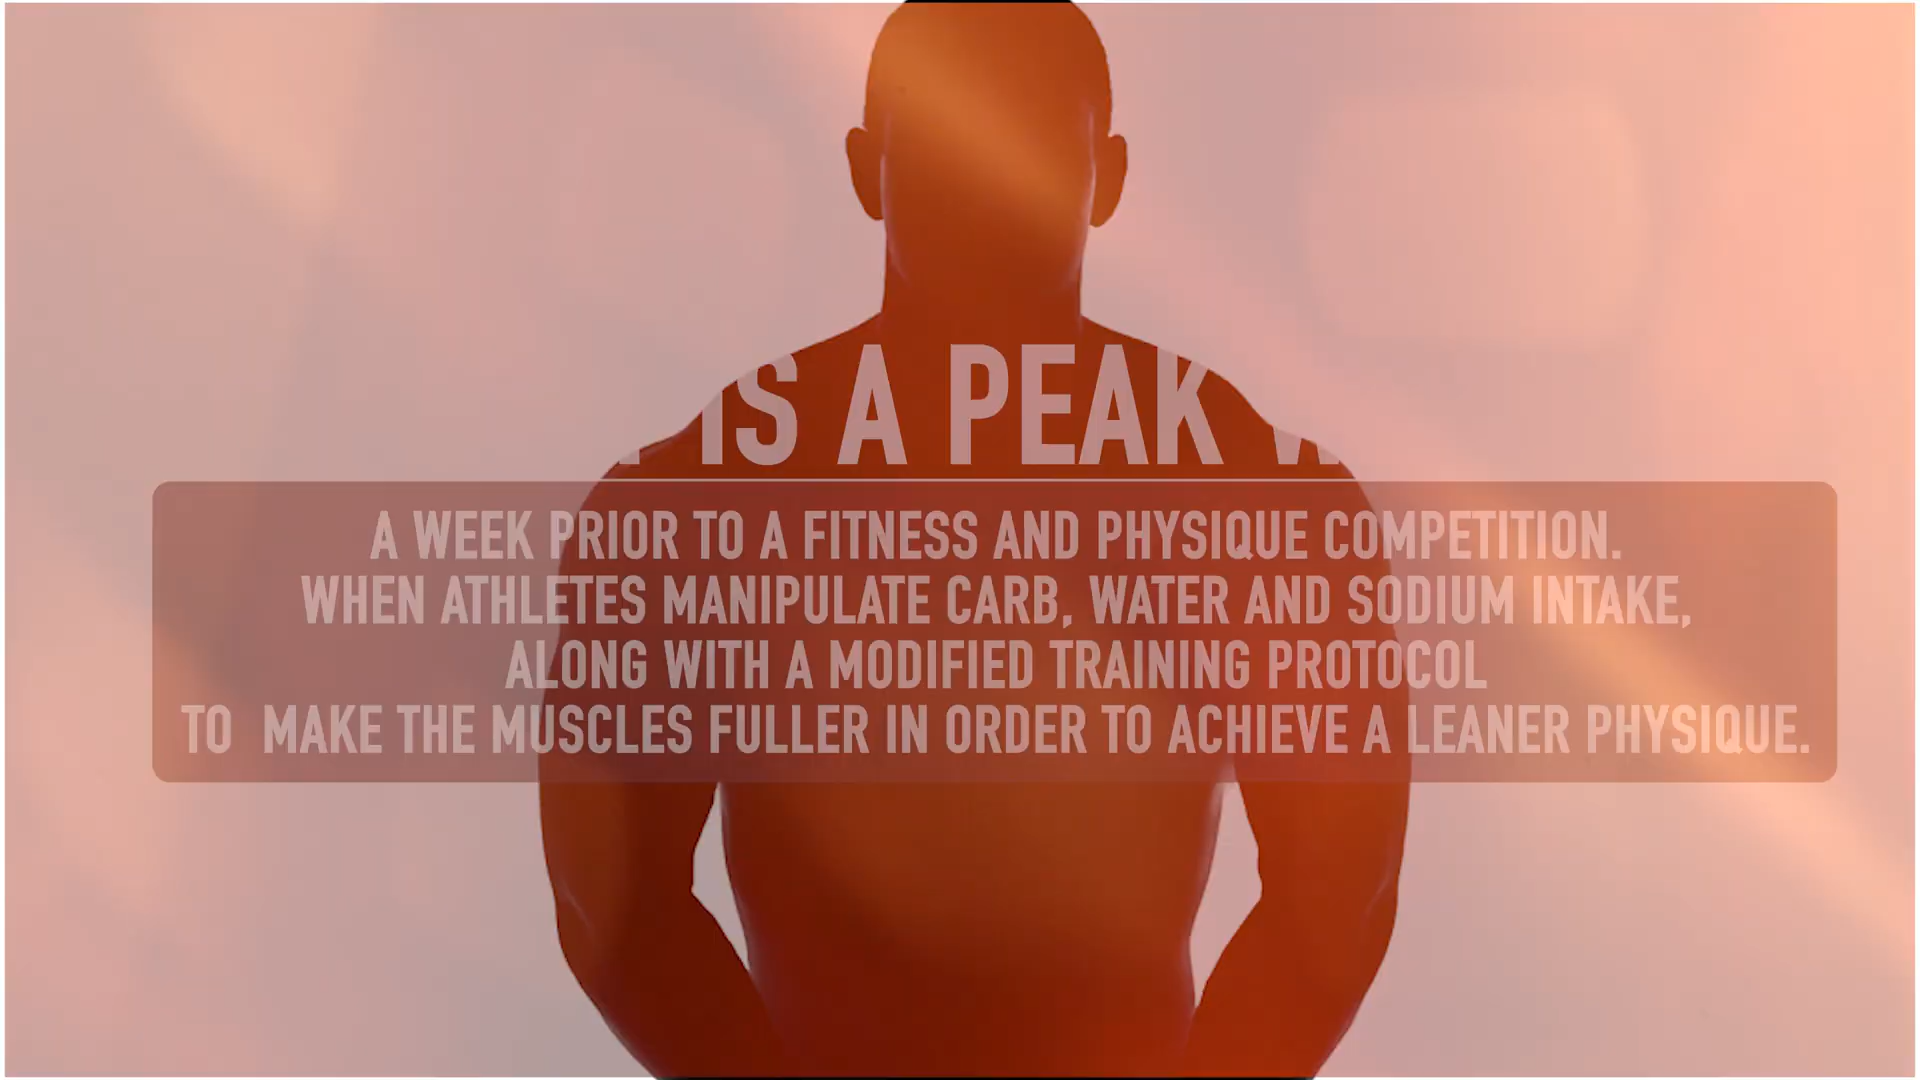 IS A PEAK
A WEEK PRIOR TO A FITNESS AND PHYSIQUE COMPETITION.
WHEN ATHLETES MANIPULATE CARB, WATER AND SODIUM INTAKE,
ALONG WITH A MODIFIED TRAINING PROTOCOL
TO MAKE THE MUSCLES FULLER IN ORDER TO ACHIEVE A LEANER PHYSIQUE.